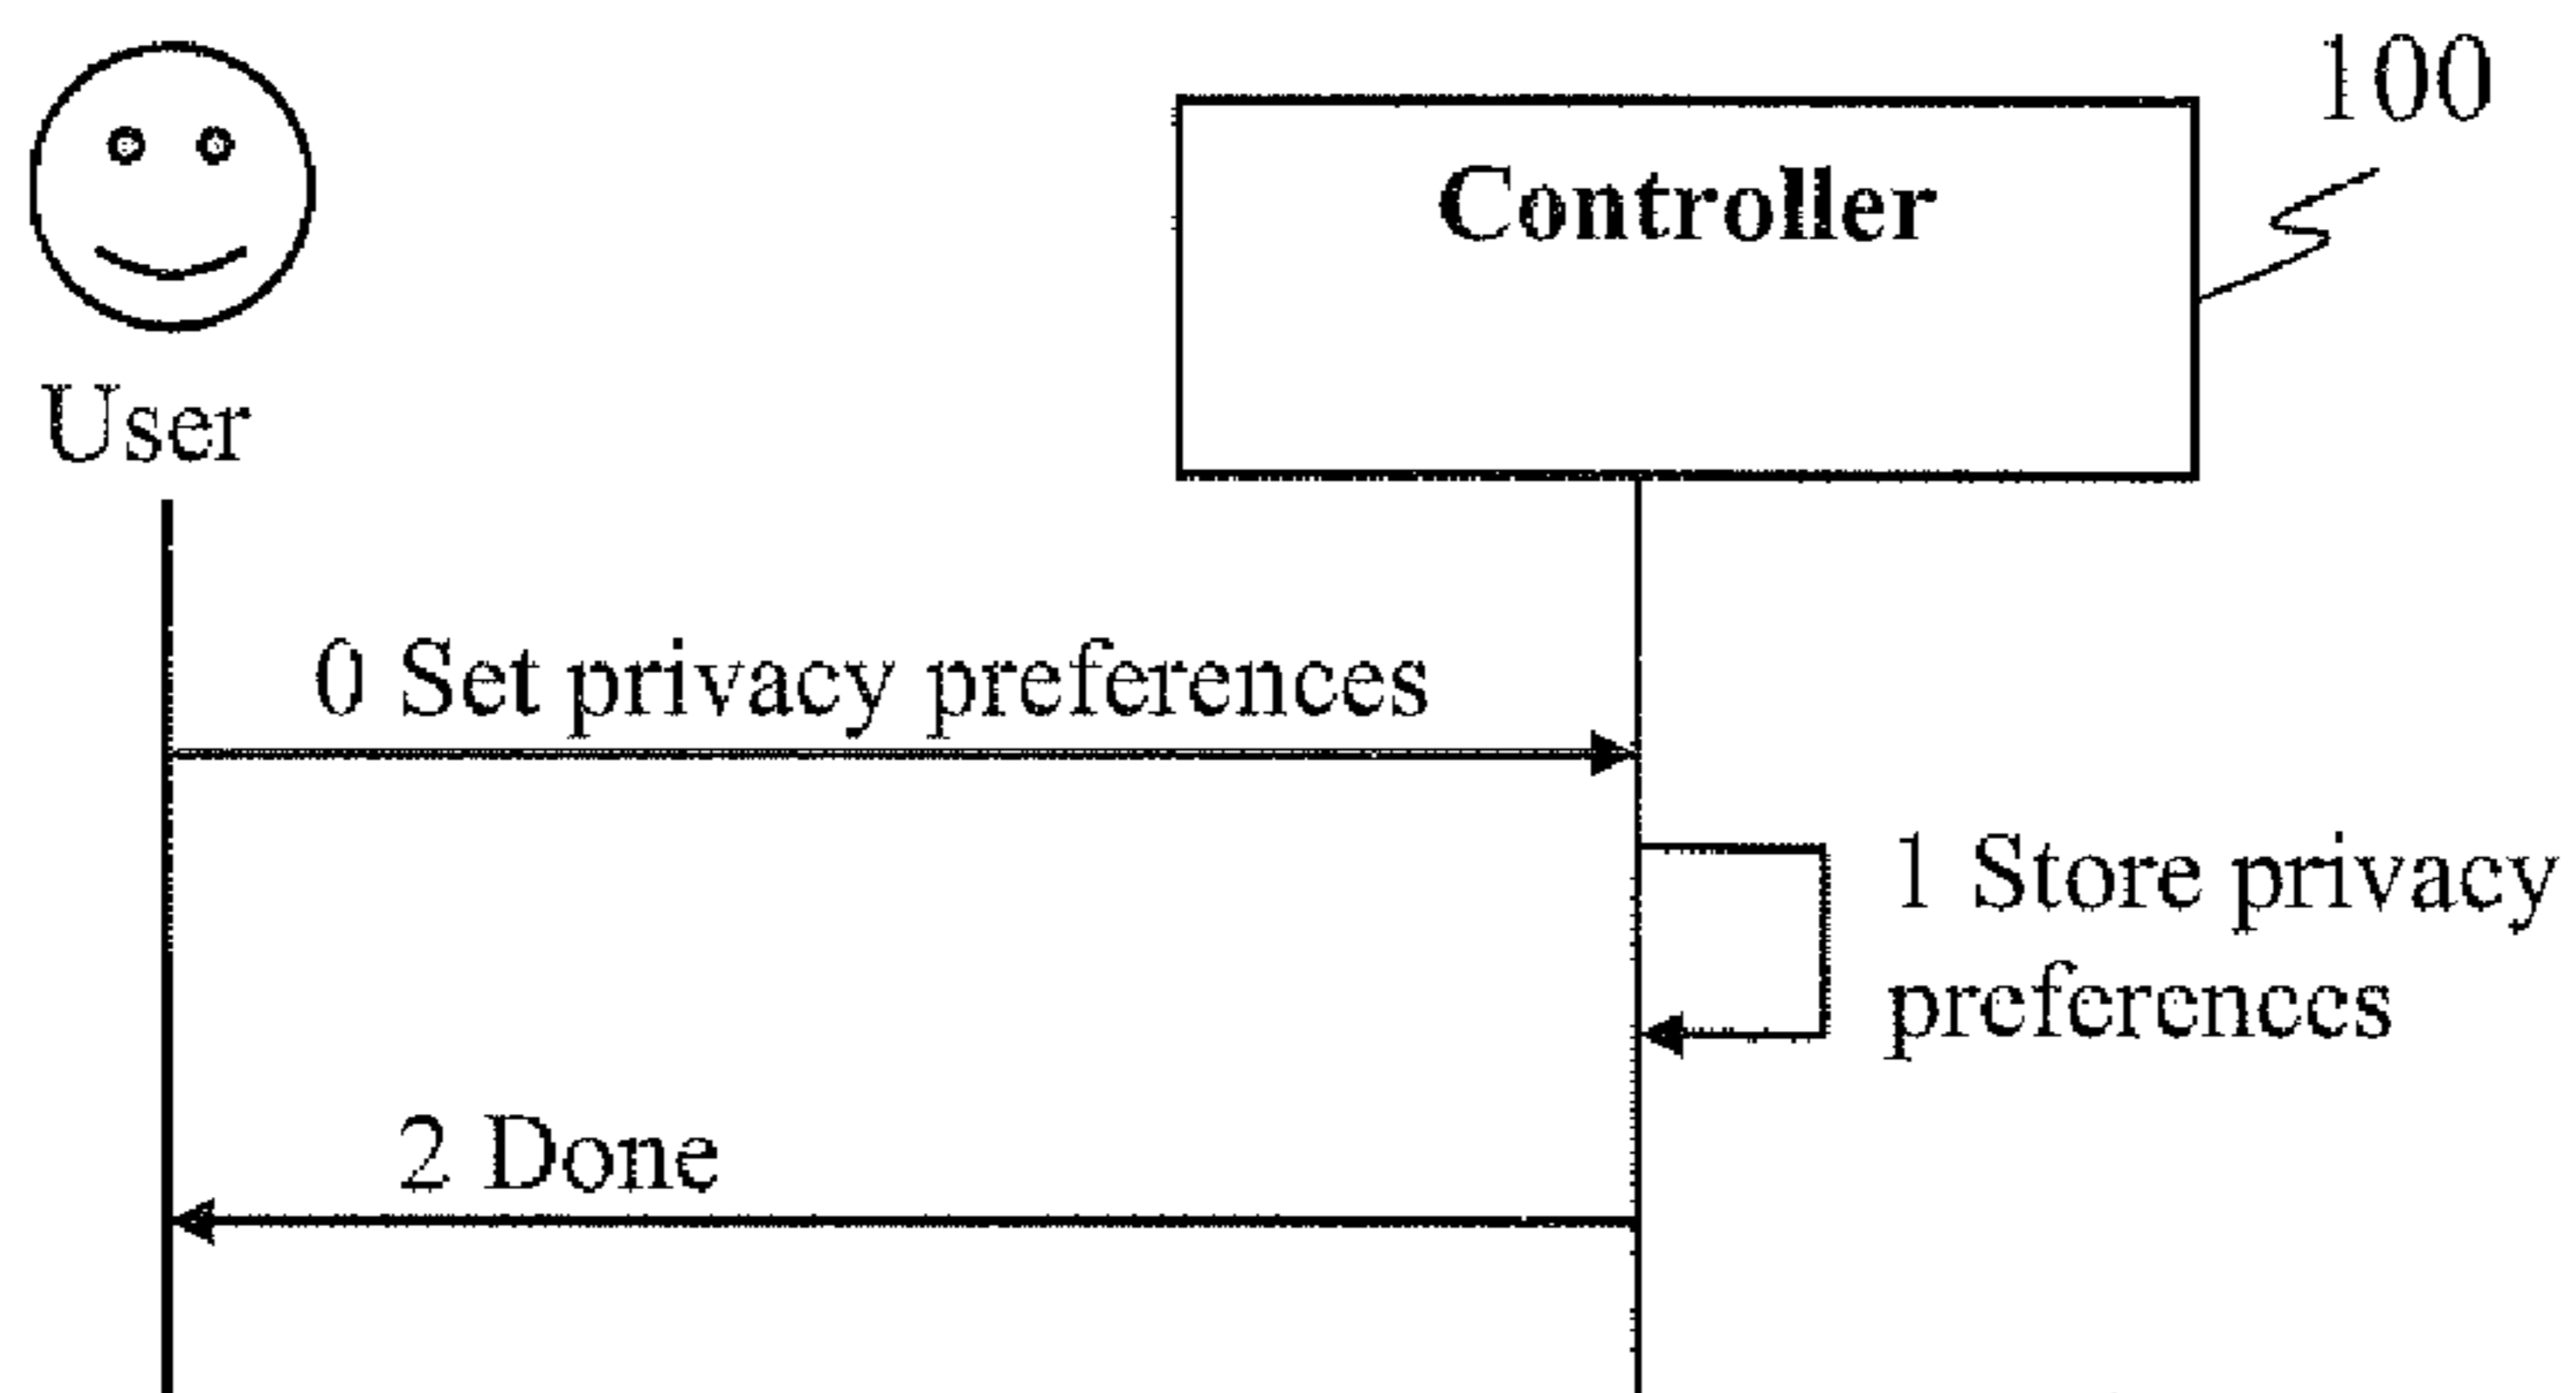 100
Controller
User
0 Set privacy preferences
1 Store privacy
preferences
2 Done